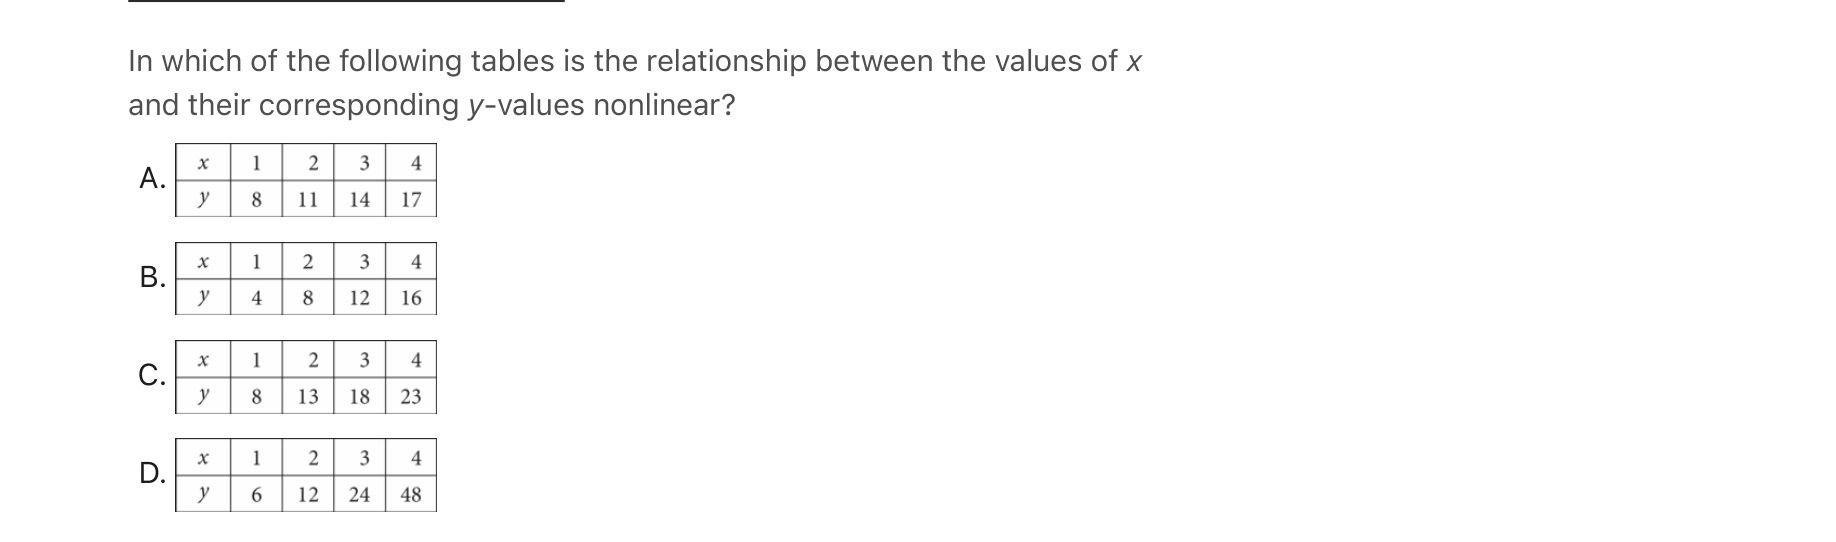 In which of the following tables is the relationship between the values of x
and their corresponding y-values nonlinear?
A.
x 1 2 3 4
y 8 11 14 17
B.
x 1 2 3 4
y 4 8 12 16
C.
x 1 2 3 4
y 8 13 18 23
D.
x 1 2 3 4
y 6 12 24 48